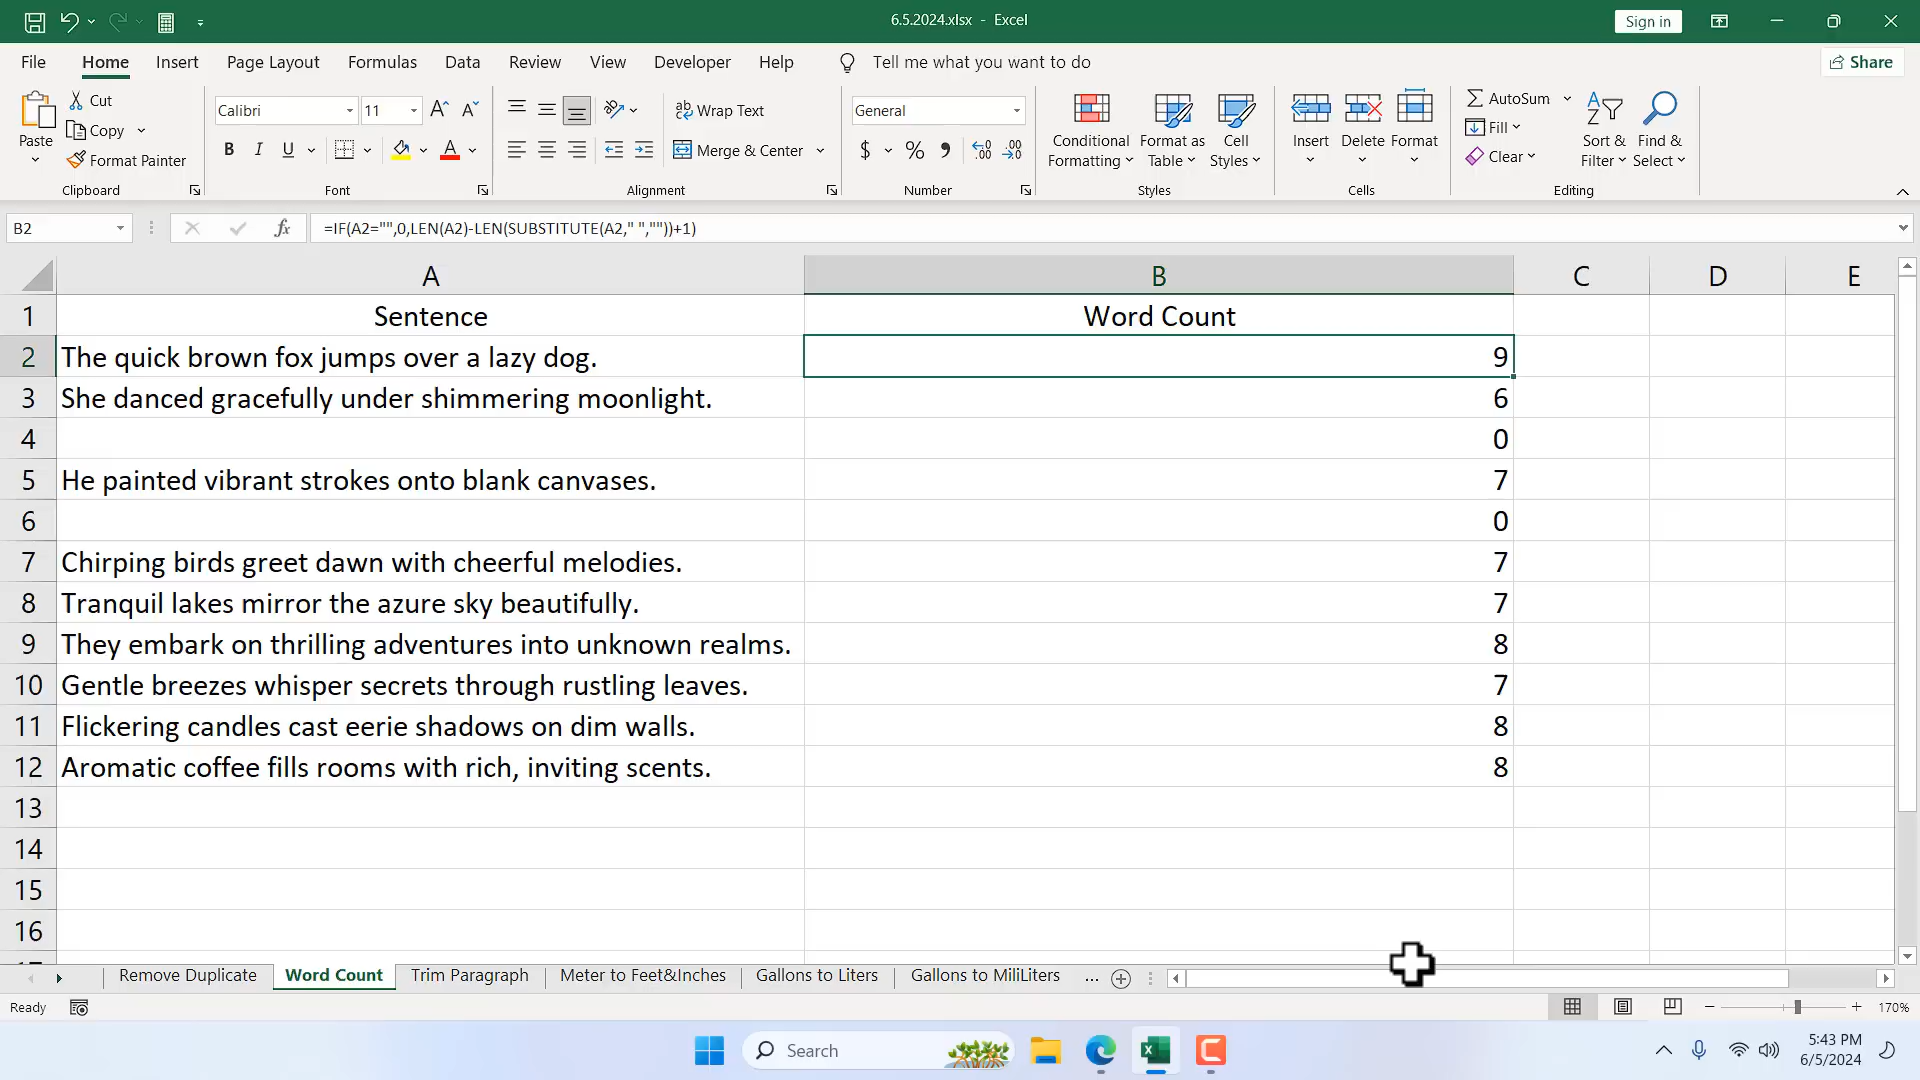 6.5.2024.xlsx - Excel
Sign in
File Home Insert Page Layout Formulas Data Review View Developer Help Tell me what you want to do Share
Paste
Cut
Copy
Format Painter
Clipboard
Calibri 11
B I U A
Font
Wrap Text
Merge & Center
Alignment
General
$ % 9
Number
Conditional Formatting
Format as Table
Cell Styles
Styles
Insert Delete Format
Cells
AutoSum
Fill
Clear
Sort & Filter
Find & Select
Editing
B2 fx =IF(A2="",0,LEN(A2)-LEN(SUBSTITUTE(A2," ",""))+1)
A B C D E
1 Sentence Word Count
2 The quick brown fox jumps over a lazy dog. 9
3 She danced gracefully under shimmering moonlight. 6
4 0
5 He painted vibrant strokes onto blank canvases. 7
6 0
7 Chirping birds greet dawn with cheerful melodies. 7
8 Tranquil lakes mirror the azure sky beautifully. 7
9 They embark on thrilling adventures into unknown realms. 8
10 Gentle breezes whisper secrets through rustling leaves. 7
11 Flickering candles cast eerie shadows on dim walls. 8
12 Aromatic coffee fills rooms with rich, inviting scents. 8
13
14
15
16
Remove Duplicate Word Count Trim Paragraph Meter to Feet&Inches Gallons to Liters Gallons to MiliLiters ...
Ready 170%
Search
5:43 PM
6/5/2024